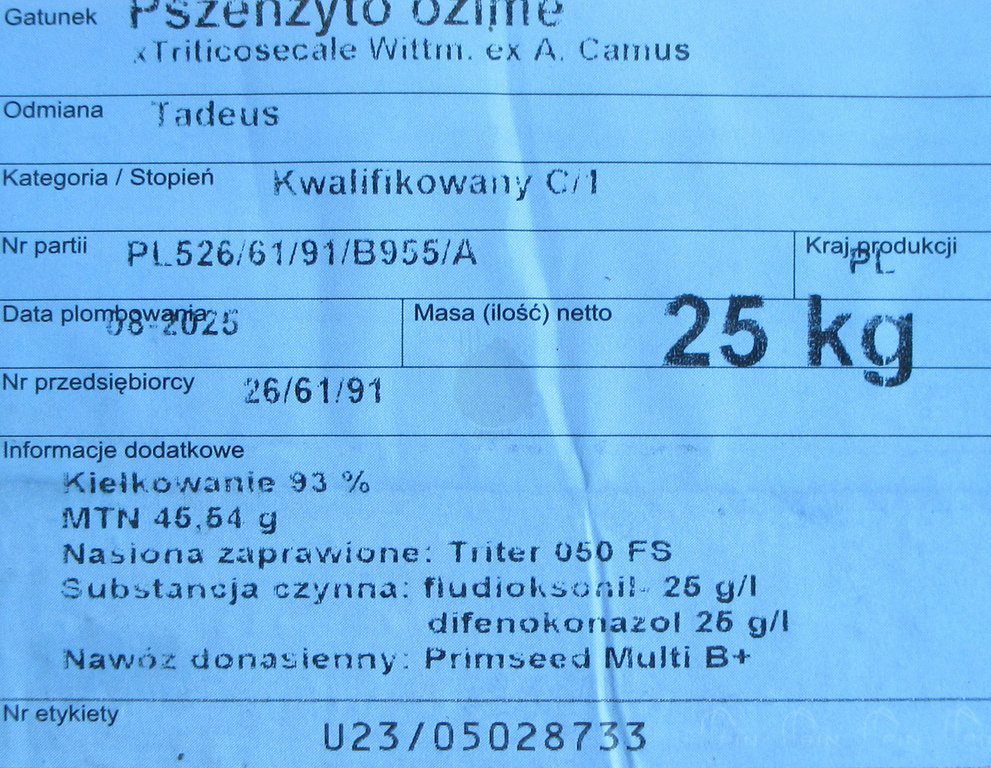 Gatunek Pszenżyto ozime
xTriticosecale Wittm. ex A. Camus
Odmiana Tadeus
Kategoria / Stopień Kwalifikowany C/1
Nr partii PL526/61/91/B955/A Kraj produkcji PL
Data plombowania 08-2025 Masa (ilość) netto 25 kg
Nr przedsiębiorcy 26/61/91
Informacje dodatkowe
Kiełkowanie 93 %
MTN 45,54 g
Nasiona zaprawione: Triter 050 FS
Substancja czynna: fludioksonil- 25 g/l
difenokonazol 25 g/l
Nawóz donasienny: Primseed Multi B+
Nr etykiety U23/05028733